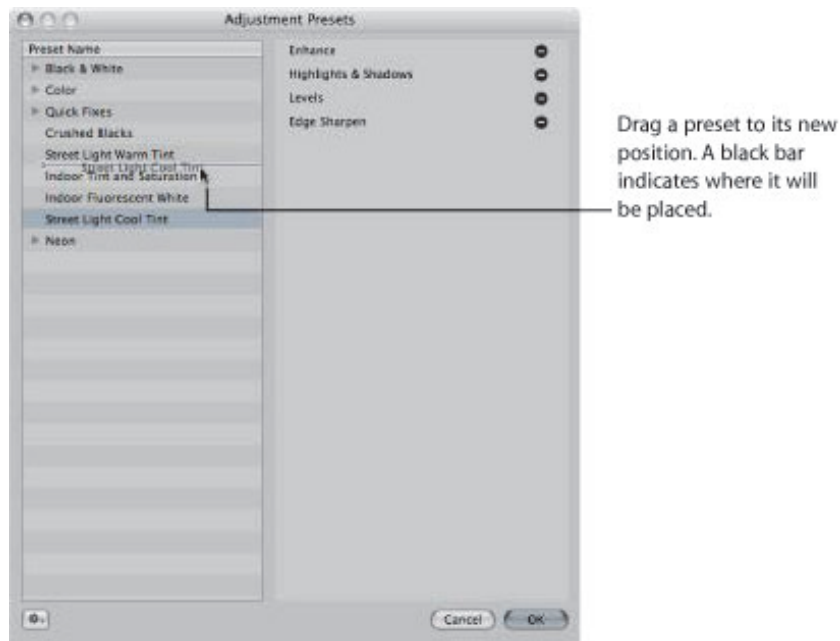 Adjustment Presets
Preset Name
Black & White
Color
Quick Fixes
Crushed Blacks
Street Light Warm Tint
Street Light Cool Tint
Indoor Tint and Saturation
Indoor Fluorescent White
Street Light Cool Tint
Neon
Enhance
Highlights & Shadows
Levels
Edge Sharpen
Drag a preset to its new
position. A black bar
indicates where it will
be placed.
Cancel
OK